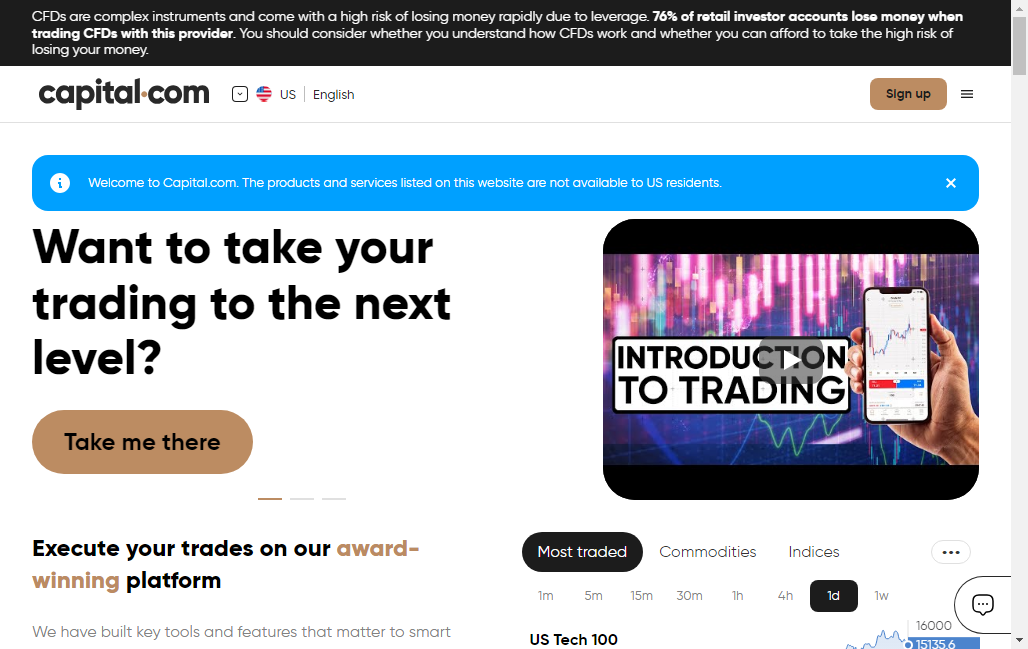 CFDs are complex instruments and come with a high risk of losing money rapidly due to leverage. 76% of retail investor accounts lose money when
trading CFDs with this provider. You should consider whether you understand how CFDs work and whether you can afford to take the high risk of
losing your money.
capital.com
US
English
Sign up
Welcome to Capital.com. The products and services listed on this website are not available to US residents.
Want to take your
trading to the next
level?
Take me there
INTRODUCTION
TO TRADING
Execute your trades on our award-
winning platform
We have built key tools and features that matter to smart
Most traded Commodities Indices
1m 5m 15m 30m 1h 4h 1d 1w
US Tech 100
16000
15135.6